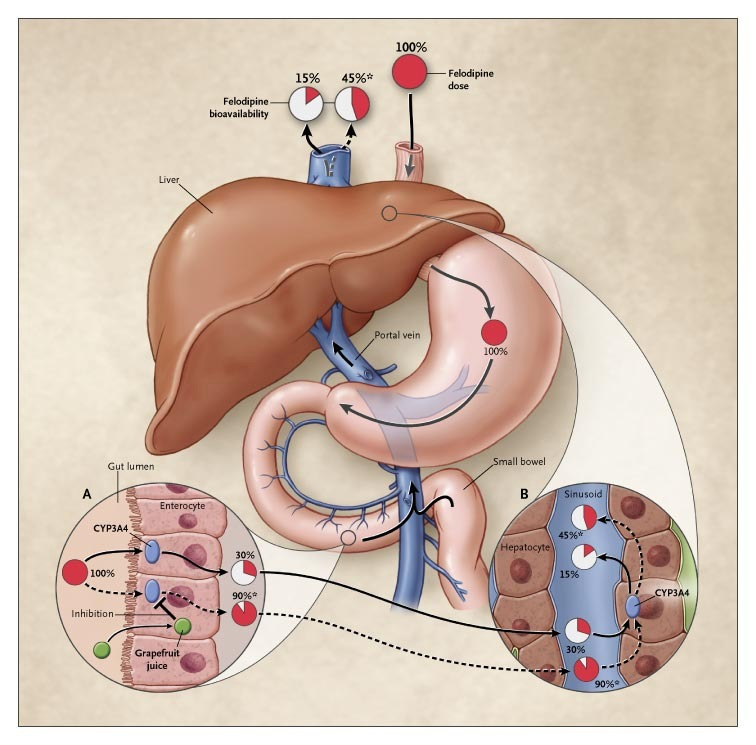 100%
Felodipine
dose
15%
45%*
Felodipine
bioavailability
Liver
Portal vein
100%
Small bowel
Gut lumen
A
Enterocyte
CYP3A4
100%
30%
90%*
Inhibition
Grapefruit
juice
B
Sinusoid
45%*
Hepatocyte
15%
CYP3A4
30%
90%*